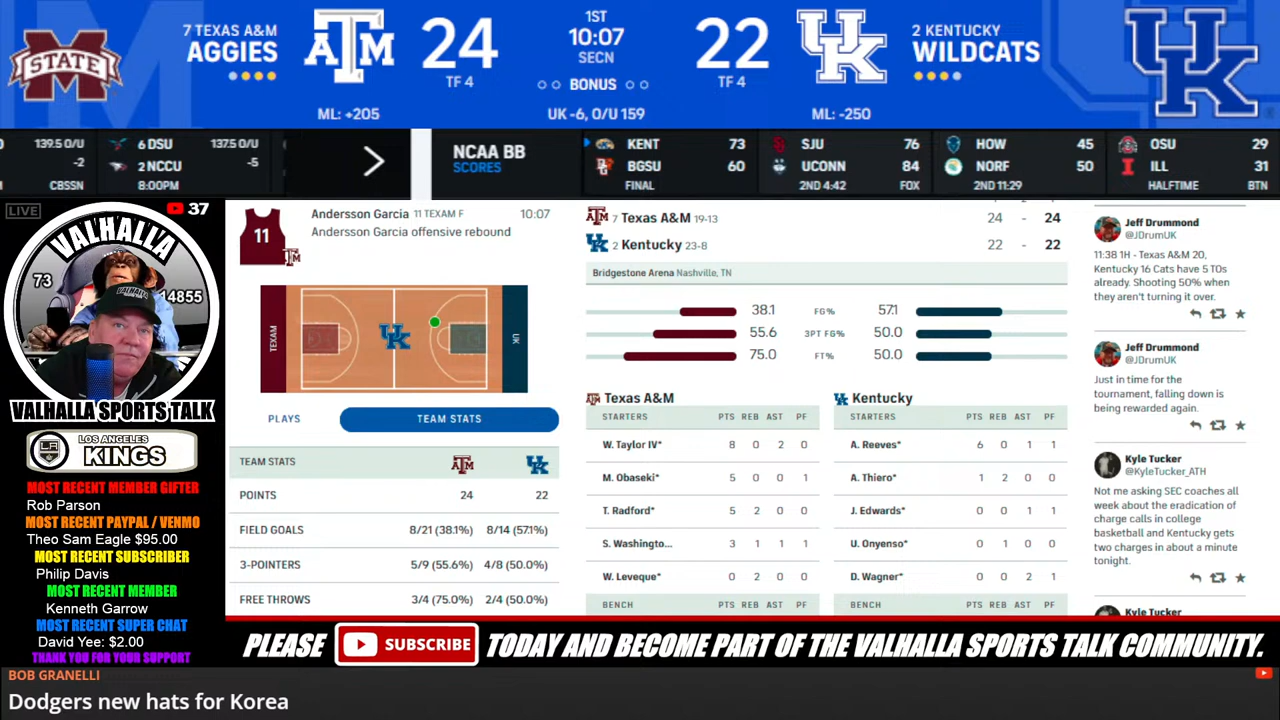 STATE
7 TEXAS A&M
AGGIES
ATM
24
TF 4
ML: +205
1ST
10:07
SECN
BONUS
UK -6, O/U 159
22
TF 4
ML: -250
UK
2 KENTUCKY
WILDCATS
UK
139.5 O/U
-2
CBSSN
6 DSU 137.5 O/U
2 NCCU -5
8:00PM
NCAA BB
SCORES
KENT 73
BGSU 60
FINAL
SJU 76
UCONN 84
2ND 4:42 FOX
HOW 45
NORF 50
2ND 11:29
OSU 29
ILL 31
HALFTIME BTN
LIVE
37
VALHALLA
73
14855
VALHALLA
VALHALLA SPORTS TALK
LOS ANGELES
KINGS
MOST RECENT MEMBER GIFTER
Rob Parson
MOST RECENT PAYPAL / VENMO
Theo Sam Eagle $95.00
MOST RECENT SUBSCRIBER
Philip Davis
MOST RECENT MEMBER
Kenneth Garrow
MOST RECENT SUPER CHAT
David Yee: $2.00
THANK YOU FOR YOUR SUPPORT
11
Andersson Garcia 11 TEXAM F 10:07
Andersson Garcia offensive rebound
TEXAM
UK
UK
PLAYS
TEAM STATS
TEAM STATS
POINTS 24 22
FIELD GOALS 8/21 (38.1%) 8/14 (57.1%)
3-POINTERS 5/9 (55.6%) 4/8 (50.0%)
FREE THROWS 3/4 (75.0%) 2/4 (50.0%)
7 Texas A&M 19-13 24 - 24
2 Kentucky 23-8 22 - 22
Bridgestone Arena Nashville, TN
38.1 FG% 57.1
55.6 3PT FG% 50.0
75.0 FT% 50.0
Texas A&M
STARTERS PTS REB AST PF
W. Taylor IV* 8 0 2 0
M. Obaseki* 5 0 0 1
T. Radford* 5 2 0 0
S. Washingto... 3 1 1 1
W. Leveque* 0 2 0 0
BENCH PTS REB AST PF
Kentucky
STARTERS PTS REB AST PF
A. Reeves* 6 0 1 1
A. Thiero* 1 2 0 0
J. Edwards* 0 0 1 1
U. Onyenso* 0 1 0 0
D. Wagner* 0 0 2 1
BENCH PTS REB AST PF
Jeff Drummond
@JDrumUK
11:38 1H - Texas A&M 20,
Kentucky 16 Cats have 5 TOs
already. Shooting 50% when
they aren't turning it over.
Jeff Drummond
@JDrumUK
Just in time for the
tournament, falling down is
being rewarded again.
Kyle Tucker
@KyleTucker_ATH
Not me asking SEC coaches all
week about the eradication of
charge calls in college
basketball and Kentucky gets
two charges in about a minute
tonight.
Kyle Tucker
PLEASE SUBSCRIBE TODAY AND BECOME PART OF THE VALHALLA SPORTS TALK COMMUNITY.
BOB GRANELLI
Dodgers new hats for Korea